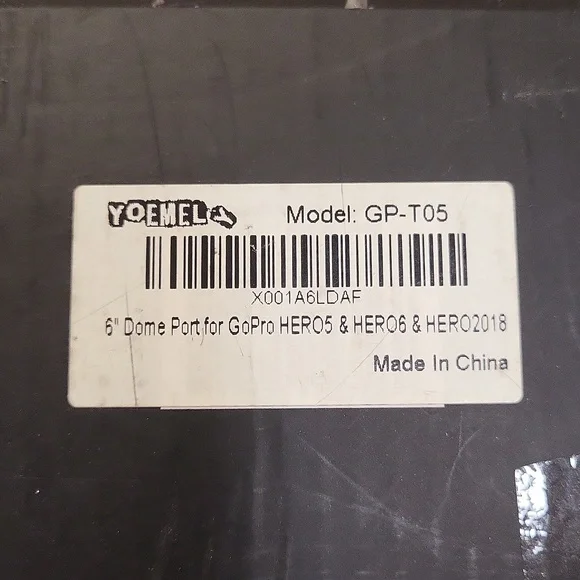 YOEMELY Model: GP-T05
X001A6LDAF
6" Dome Port for GoPro HERO5 & HERO6 & HERO2018
Made In China